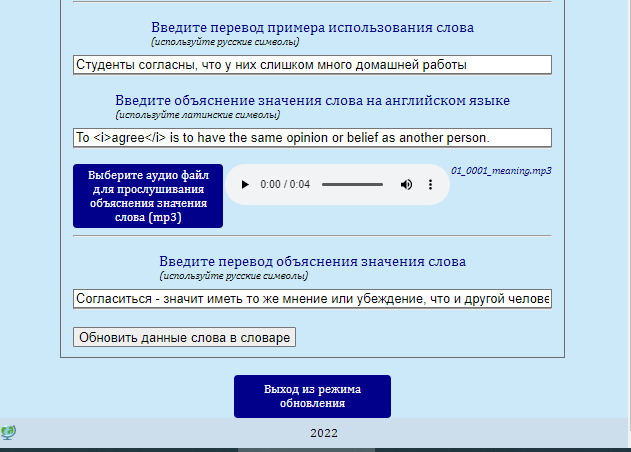 Введите перевод примера использования слова
(используйте русские символы)
Студенты согласны, что у них слишком много домашней работы
Введите объяснение значения слова на английском языке
(используйте латинские символы)
To <i>agree</i> is to have the same opinion or belief as another person.
Выберите аудио файл
для прослушивания
объяснения значения
слова (mp3)
0:00 / 0:04
01_0001_meaning.mp3
Введите перевод объяснения значения слова
(используйте русские символы)
Согласиться - значит иметь то же мнение или убеждение, что и другой челове
Обновить данные слова в словаре
Выход из режима
обновления
2022